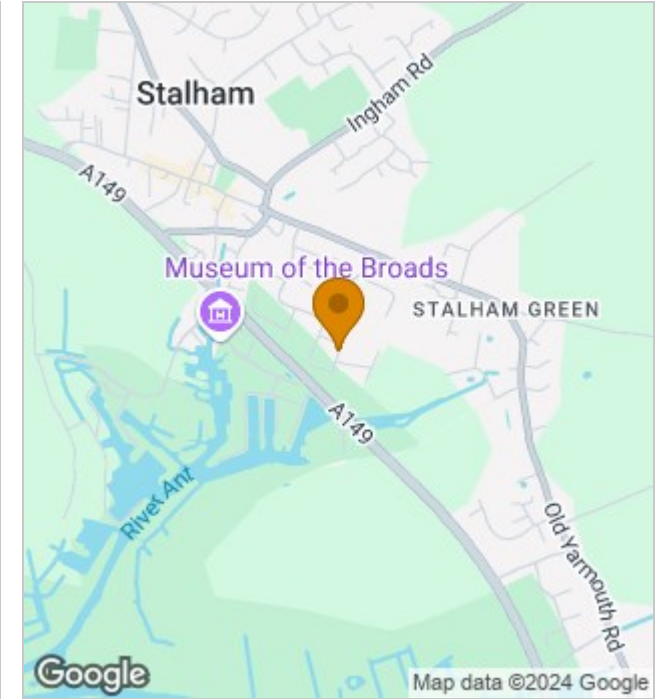 Stalham
Ingham Rd
A149
Museum of the Broads
STALHAM GREEN
A149
River Ant
Old Yarmouth Rd
Google
Map data ©2024 Google